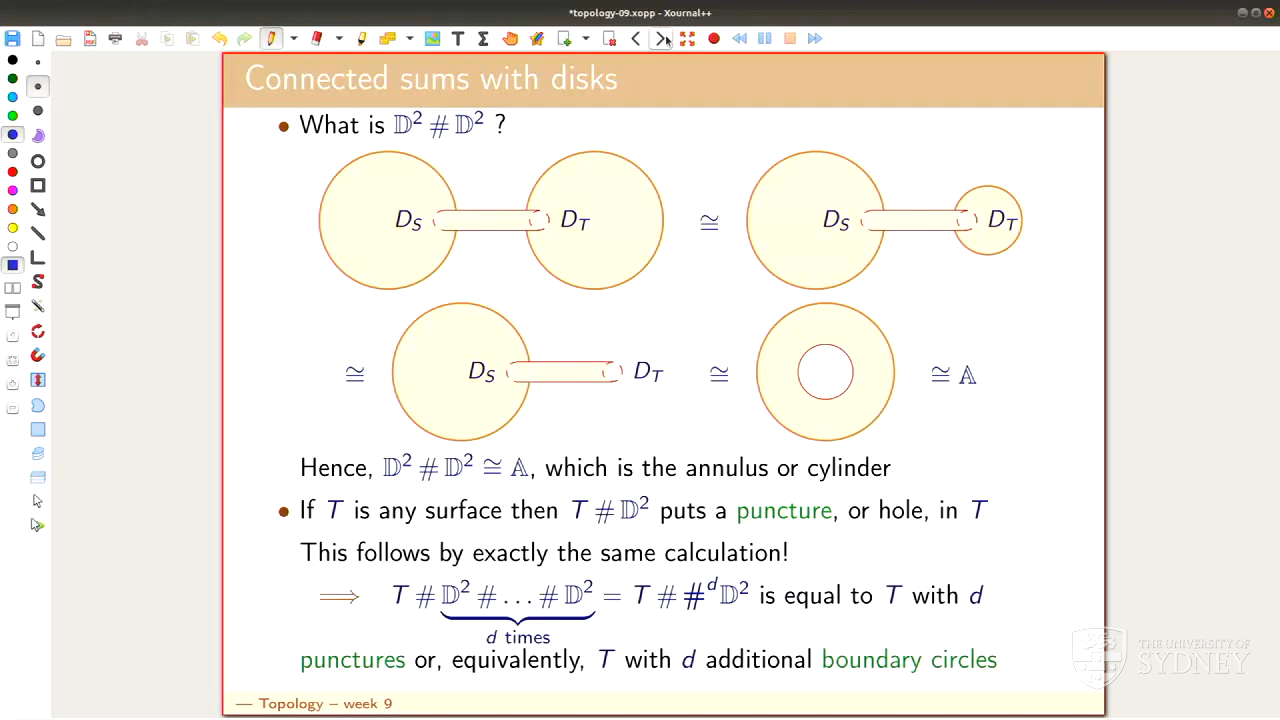 *topology-09.xopp - Xournal++
Connected sums with disks
• What is 𝔻² # 𝔻² ?
D_S D_T ≅ D_S D_T
≅ D_S D_T ≅ ≅ 𝔸
Hence, 𝔻² # 𝔻² ≅ 𝔸, which is the annulus or cylinder
• If T is any surface then T # 𝔻² puts a puncture, or hole, in T
This follows by exactly the same calculation!
⟹ T # 𝔻² # … # 𝔻² = T # #ᵈ𝔻² is equal to T with d
d times
punctures or, equivalently, T with d additional boundary circles
— Topology – week 9
THE UNIVERSITY OF
SYDNEY